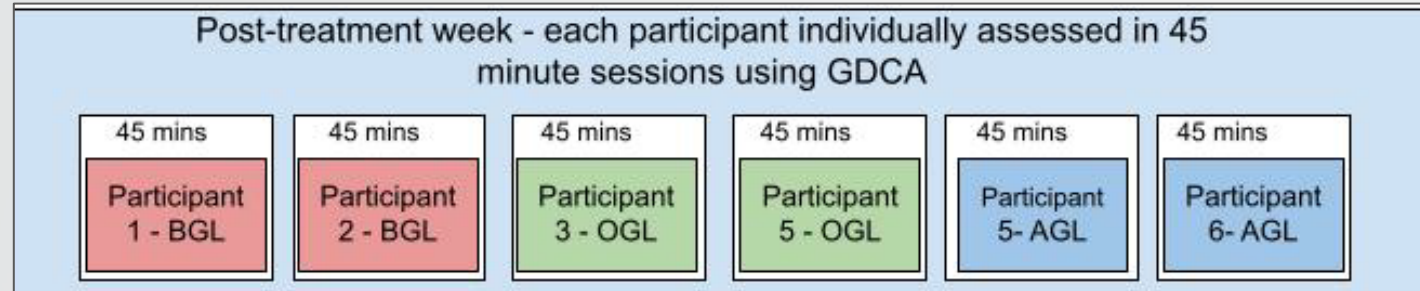 Post-treatment week - each participant individually assessed in 45
minute sessions using GDCA
45 mins
Participant
1 - BGL
45 mins
Participant
2 - BGL
45 mins
Participant
3 - OGL
45 mins
Participant
5 - OGL
45 mins
Participant
5- AGL
45 mins
Participant
6- AGL